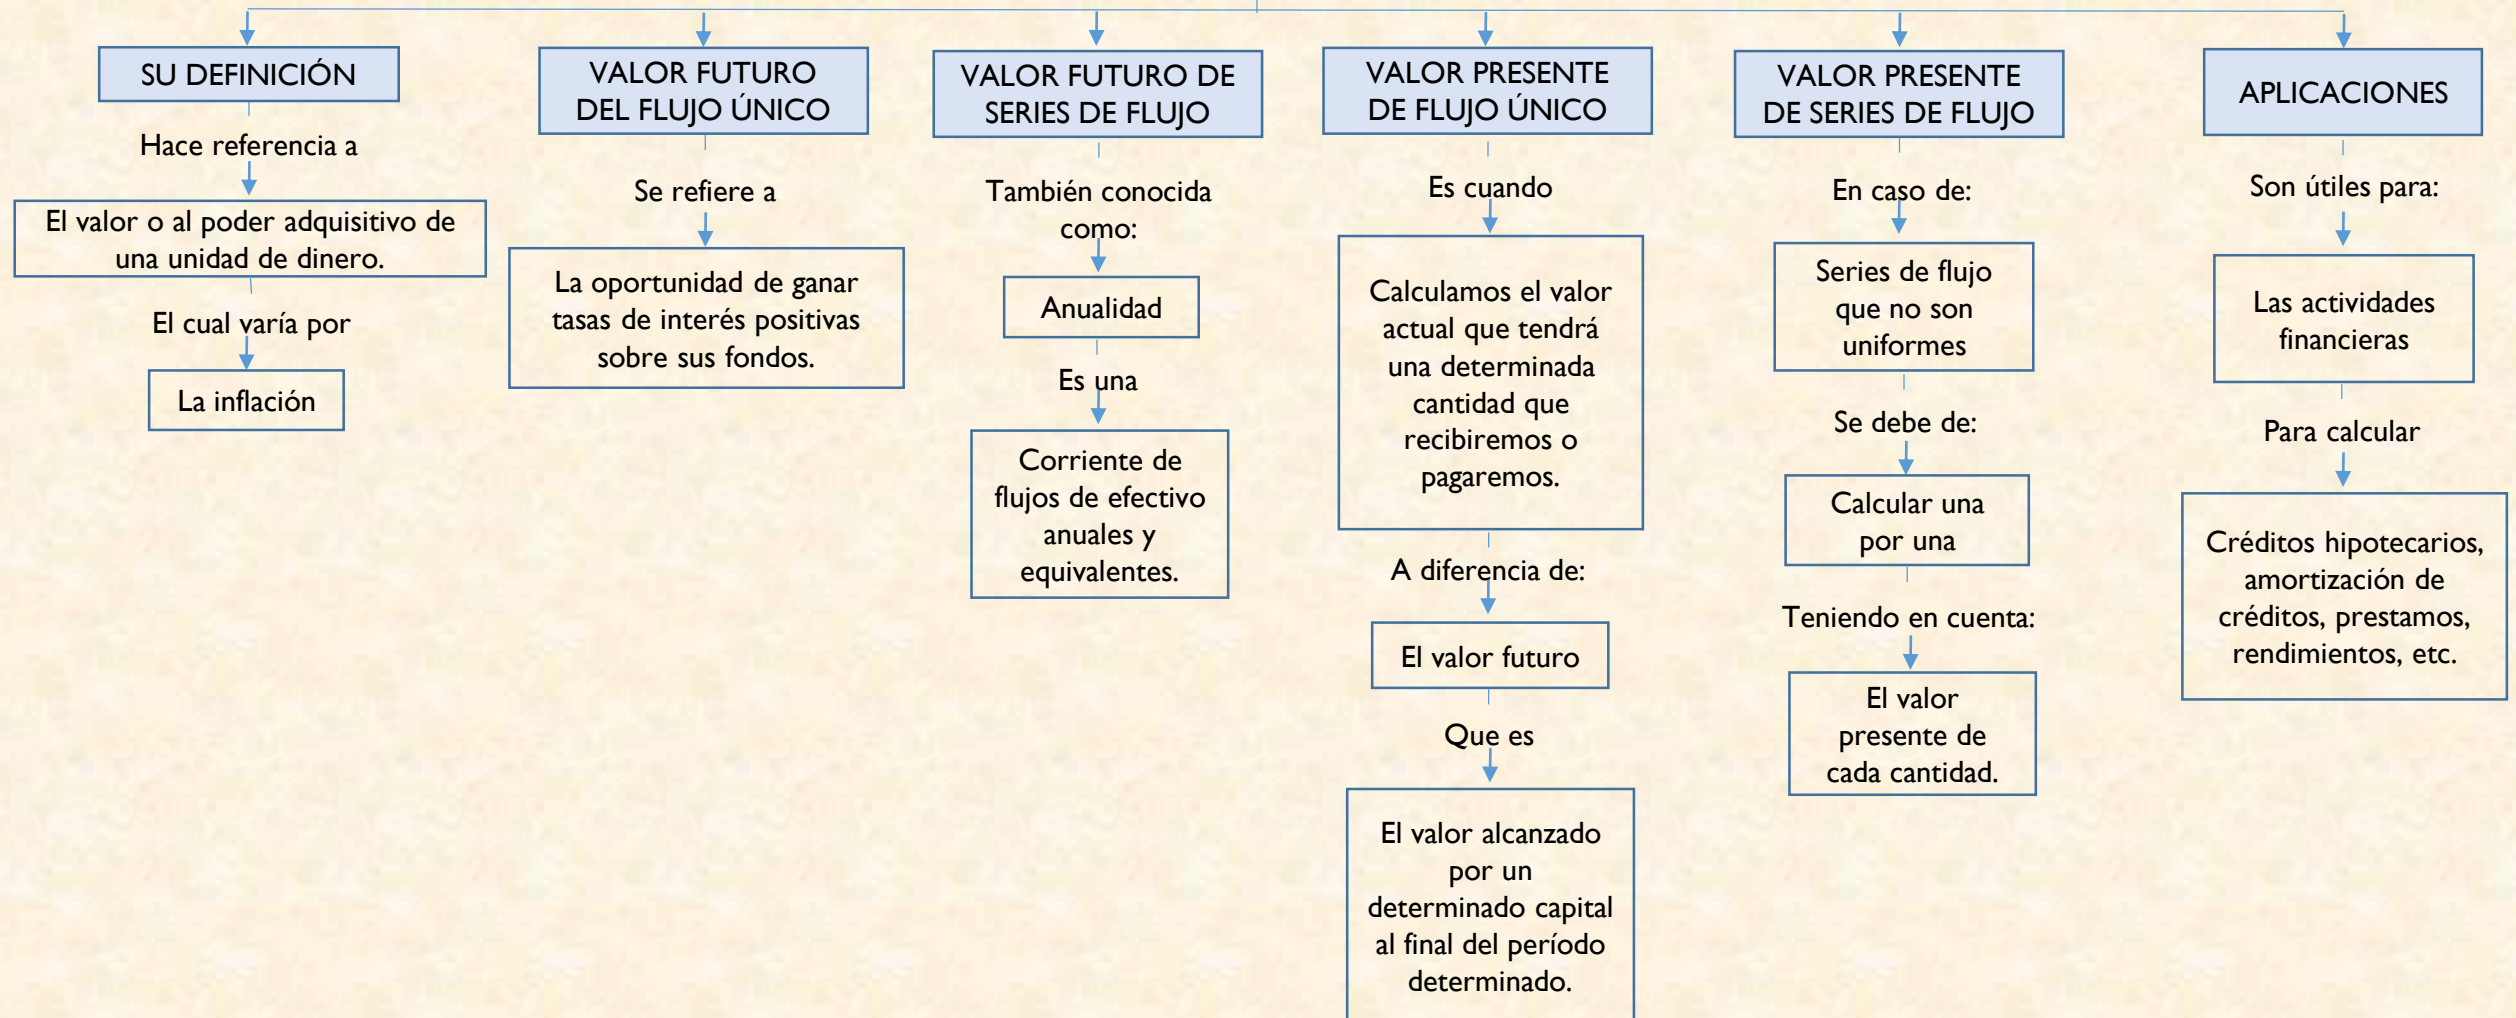 SU DEFINICIÓN
Hace referencia a
El valor o al poder adquisitivo de
una unidad de dinero.
El cual varía por
La inflación
VALOR FUTURO
DEL FLUJO ÚNICO
Se refiere a
La oportunidad de ganar
tasas de interés positivas
sobre sus fondos.
VALOR FUTURO DE
SERIES DE FLUJO
También conocida
como:
Anualidad
Es una
Corriente de
flujos de efectivo
anuales y
equivalentes.
VALOR PRESENTE
DE FLUJO ÚNICO
Es cuando
Calculamos el valor
actual que tendrá
una determinada
cantidad que
recibiremos o
pagaremos.
A diferencia de:
El valor futuro
Que es
El valor alcanzado
por un
determinado capital
al final del período
determinado.
VALOR PRESENTE
DE SERIES DE FLUJO
En caso de:
Series de flujo
que no son
uniformes
Se debe de:
Calcular una
por una
Teniendo en cuenta:
El valor
presente de
cada cantidad.
APLICACIONES
Son útiles para:
Las actividades
financieras
Para calcular
Créditos hipotecarios,
amortización de
créditos, prestamos,
rendimientos, etc.